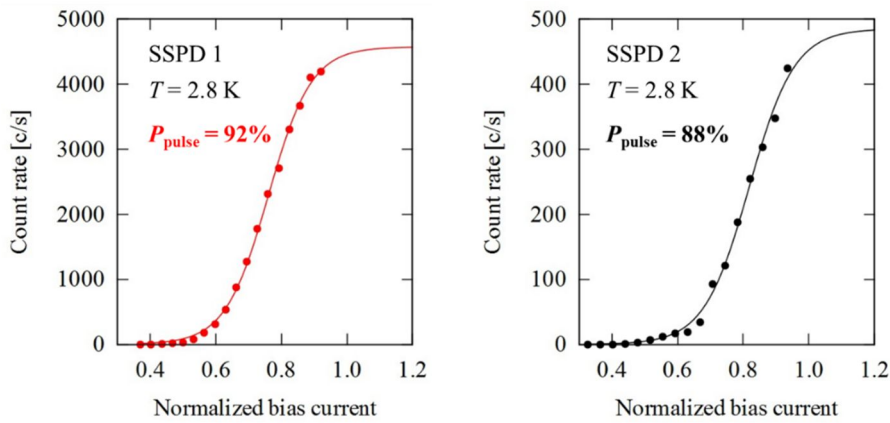 5000
4000
3000
2000
1000
0
Count rate [c/s]
SSPD 1
T = 2.8 K
P pulse = 92%
0.4 0.6 0.8 1.0 1.2
Normalized bias current
500
400
300
200
100
0
Count rate [c/s]
SSPD 2
T = 2.8 K
P pulse = 88%
0.4 0.6 0.8 1.0 1.2
Normalized bias current